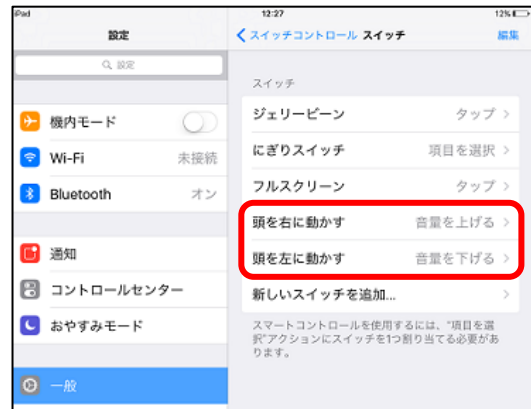 iPad
12:27
12%
設定
Q 設定
機内モード
Wi-Fi 未接続
Bluetooth オン
通知
コントロールセンター
おやすみモード
一般
スイッチコントロール スイッチ 編集
スイッチ
ジェリービーン タップ
にぎりスイッチ 項目を選択
フルスクリーン タップ
頭を右に動かす 音量を上げる
頭を左に動かす 音量を下げる
新しいスイッチを追加...
スマートコントロールを使用するには、"項目を選
択"アクションにスイッチを1つ割り当てる必要があ
ります。